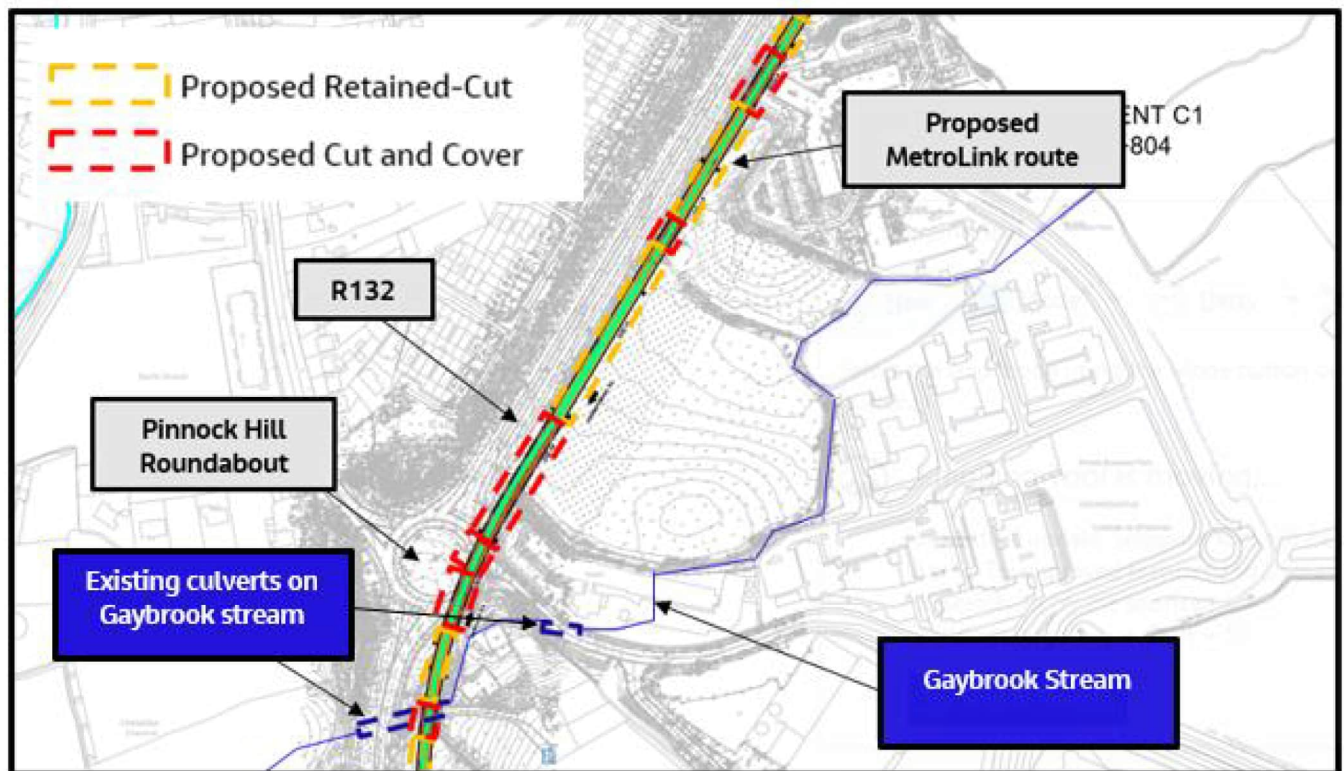 Proposed Retained-Cut
Proposed Cut and Cover
Proposed
MetroLink route
ENT C1
-804
R132
Pinnock Hill
Roundabout
Existing culverts on
Gaybrook stream
Gaybrook Stream